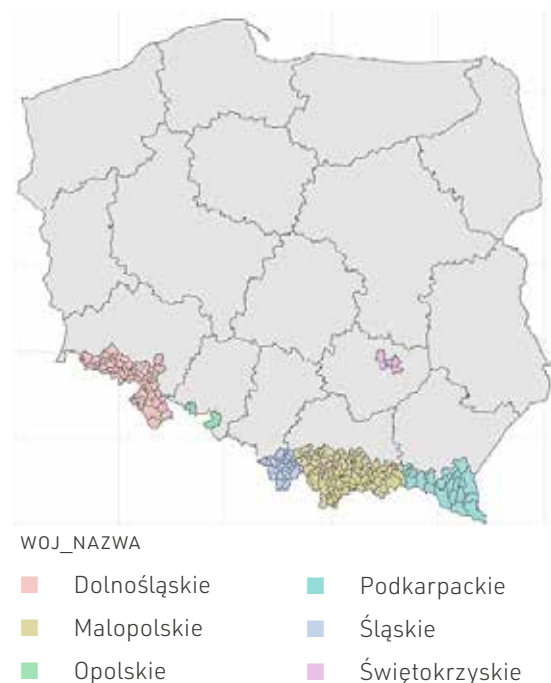 WOJ_NAZWA
Dolnośląskie
Malopolskie
Opolskie
Podkarpackie
Śląskie
Świętokrzyskie